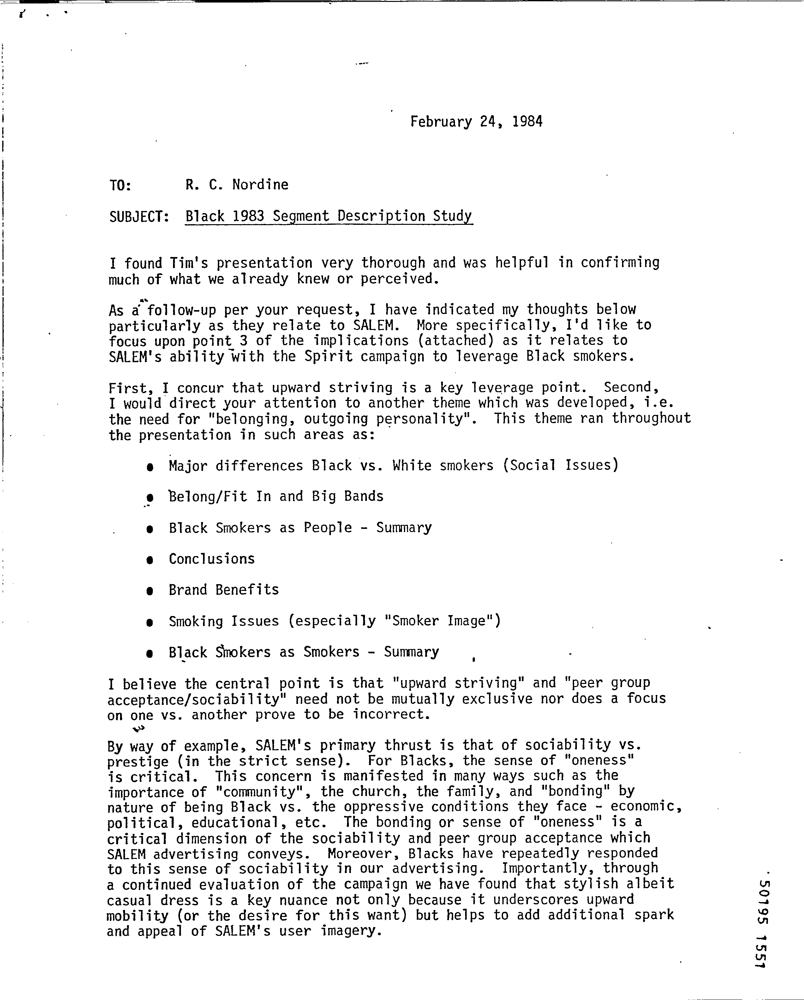 February 24, 1984
TO: R. C. Nordine
SUBJECT: Black 1983 Segment Description Study
I found Tim's presentation very thorough and was helpful in confirming
much of what we already knew or perceived.
As a follow-up per your request, I have indicated my thoughts below
particularly as they relate to SALEM. More specifically, I'd like to
focus upon point 3 of the implications (attached) as it relates to
SALEM's ability with the Spirit campaign to leverage Black smokers.
First, I concur that upward striving is a key leverage point. Second,
I would direct your attention to another theme which was developed, i.e.
the need for "belonging, outgoing personality". This theme ran throughout
the presentation in such areas as:
● Major differences Black vs. White smokers (Social Issues)
● Belong/Fit In and Big Bands
● Black Smokers as People - Summary
● Conclusions
● Brand Benefits
● Smoking Issues (especially "Smoker Image")
● Black Smokers as Smokers - Summary
I believe the central point is that "upward striving" and "peer group
acceptance/sociability" need not be mutually exclusive nor does a focus
on one vs. another prove to be incorrect.
By way of example, SALEM's primary thrust is that of sociability vs.
prestige (in the strict sense). For Blacks, the sense of "oneness"
is critical. This concern is manifested in many ways such as the
importance of "community", the church, the family, and "bonding" by
nature of being Black vs. the oppressive conditions they face - economic,
political, educational, etc. The bonding or sense of "oneness" is a
critical dimension of the sociability and peer group acceptance which
SALEM advertising conveys. Moreover, Blacks have repeatedly responded
to this sense of sociability in our advertising. Importantly, through
a continued evaluation of the campaign we have found that stylish albeit
casual dress is a key nuance not only because it underscores upward
mobility (or the desire for this want) but helps to add additional spark
and appeal of SALEM's user imagery.
50195 1551